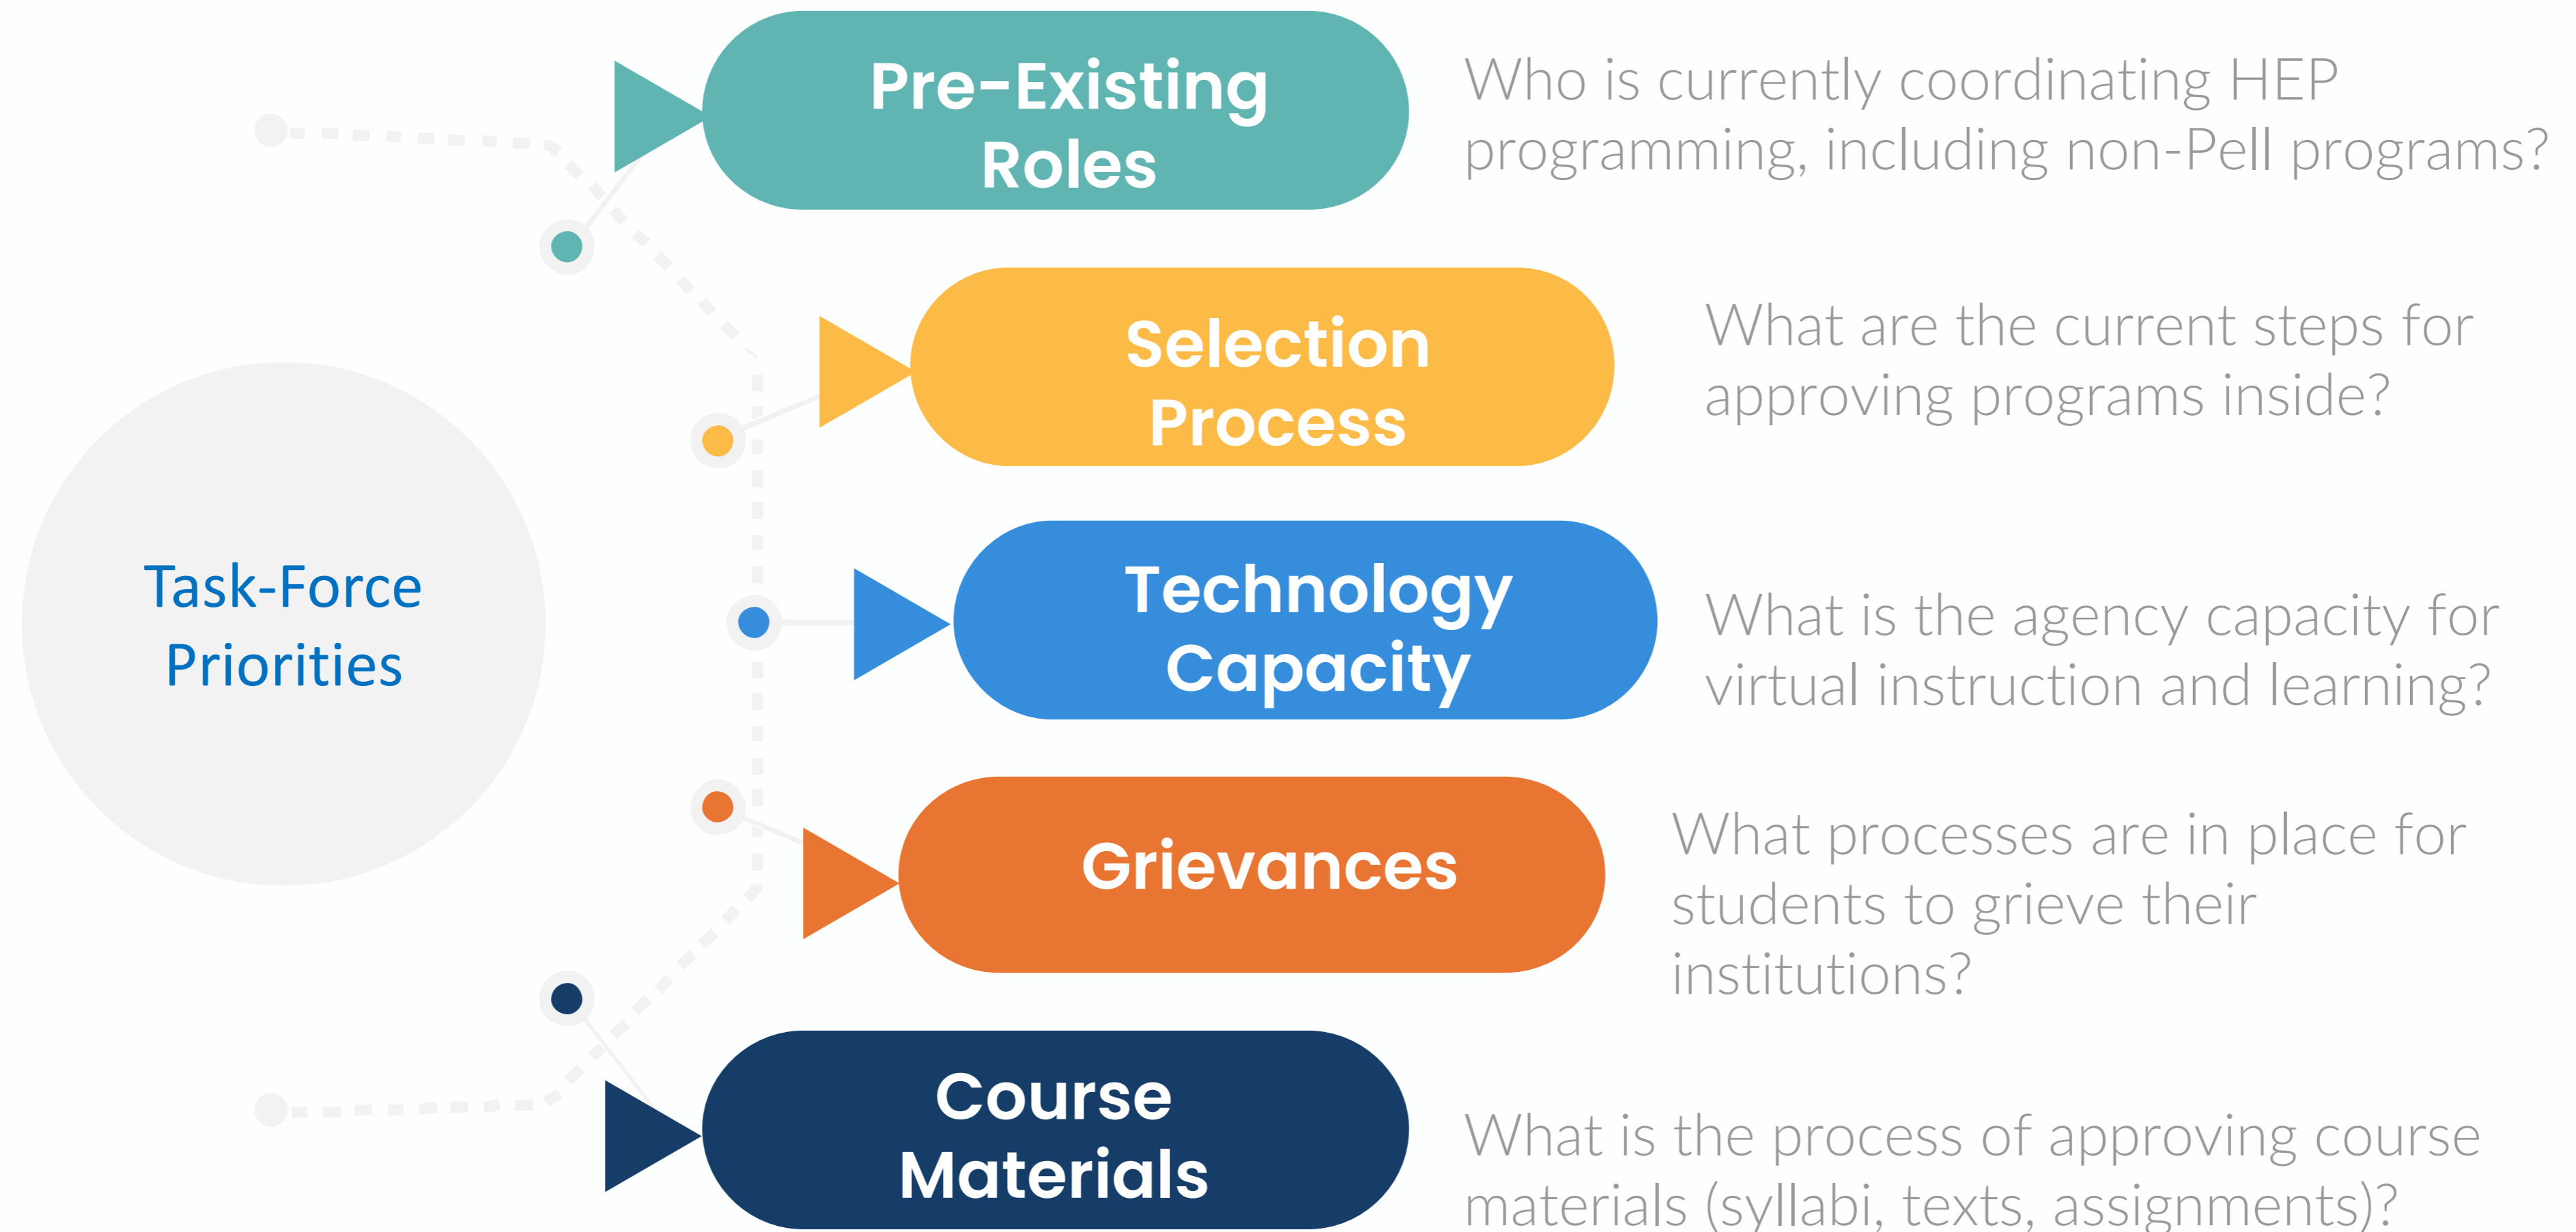 Task-Force
Priorities
Pre-Existing
Roles
Who is currently coordinating HEP
programming, including non-Pell programs?
Selection
Process
What are the current steps for
approving programs inside?
Technology
Capacity
What is the agency capacity for
virtual instruction and learning?
Grievances
What processes are in place for
students to grieve their
institutions?
Course
Materials
What is the process of approving course
materials (syllabi, texts, assignments)?